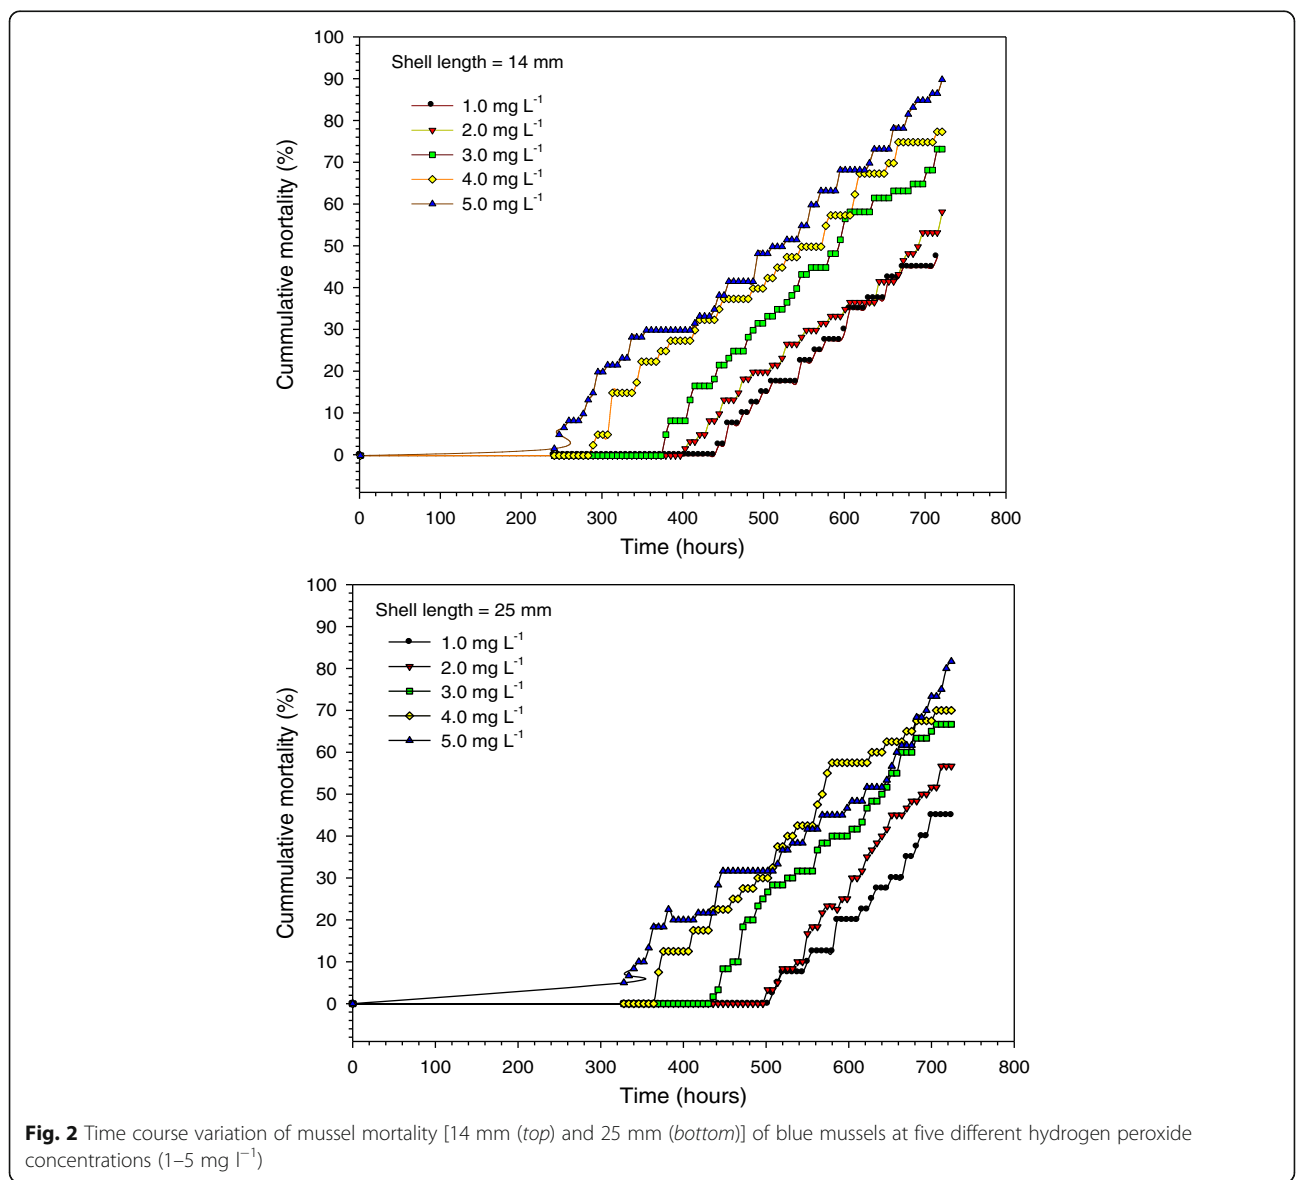 100
90
80
70
60
50
40
30
20
10
0
Cummulative mortality (%)
Shell length = 14 mm
1.0 mg L-1
2.0 mg L-1
3.0 mg L-1
4.0 mg L-1
5.0 mg L-1
0 100 200 300 400 500 600 700 800
Time (hours)
100
90
80
70
60
50
40
30
20
10
0
Cummulative mortality (%)
Shell length = 25 mm
1.0 mg L-1
2.0 mg L-1
3.0 mg L-1
4.0 mg L-1
5.0 mg L-1
0 100 200 300 400 500 600 700 800
Time (hours)
Fig. 2 Time course variation of mussel mortality [14 mm (top) and 25 mm (bottom)] of blue mussels at five different hydrogen peroxide
concentrations (1–5 mg l−1)